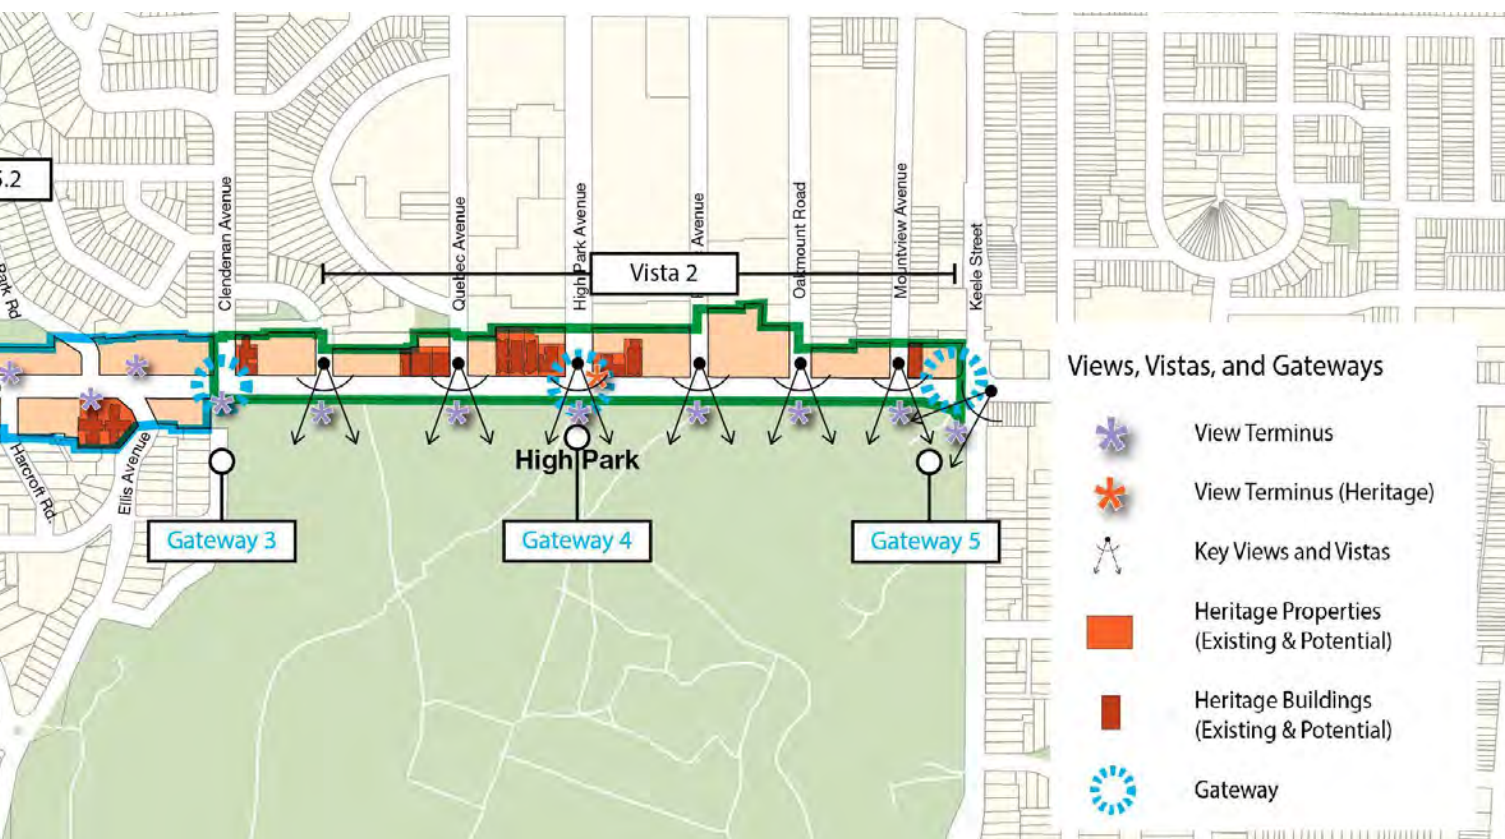 5.2
Park Rd
Clendenan Avenue
Quebec Avenue
High Park Avenue
Avenue
Oakmount Road
Mountview Avenue
Keele Street
Vista 2
Harcroft Rd.
Ellis Avenue
High Park
Gateway 3
Gateway 4
Gateway 5
Views, Vistas, and Gateways
View Terminus
View Terminus (Heritage)
Key Views and Vistas
Heritage Properties
(Existing & Potential)
Heritage Buildings
(Existing & Potential)
Gateway